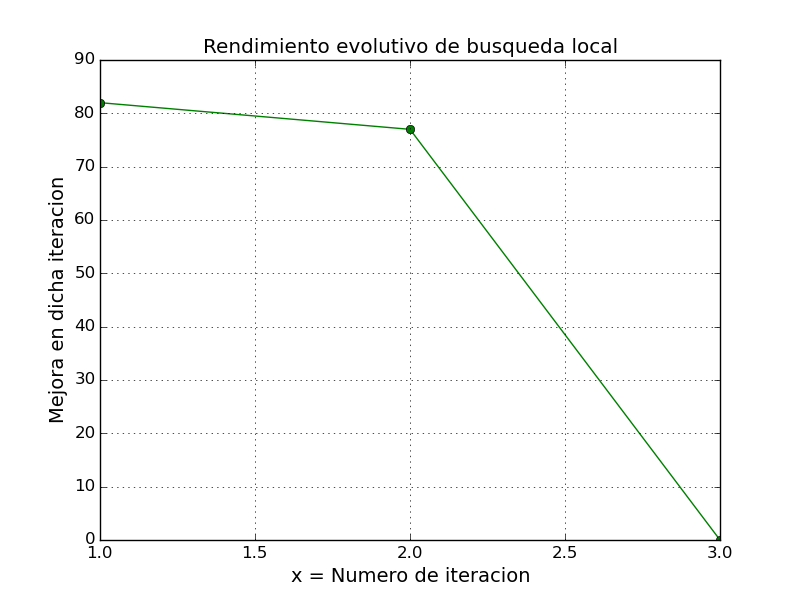 Rendimiento evolutivo de busqueda local
Mejora en dicha iteracion
90
80
70
60
50
40
30
20
10
0
1.0 1.5 2.0 2.5 3.0
x = Numero de iteracion